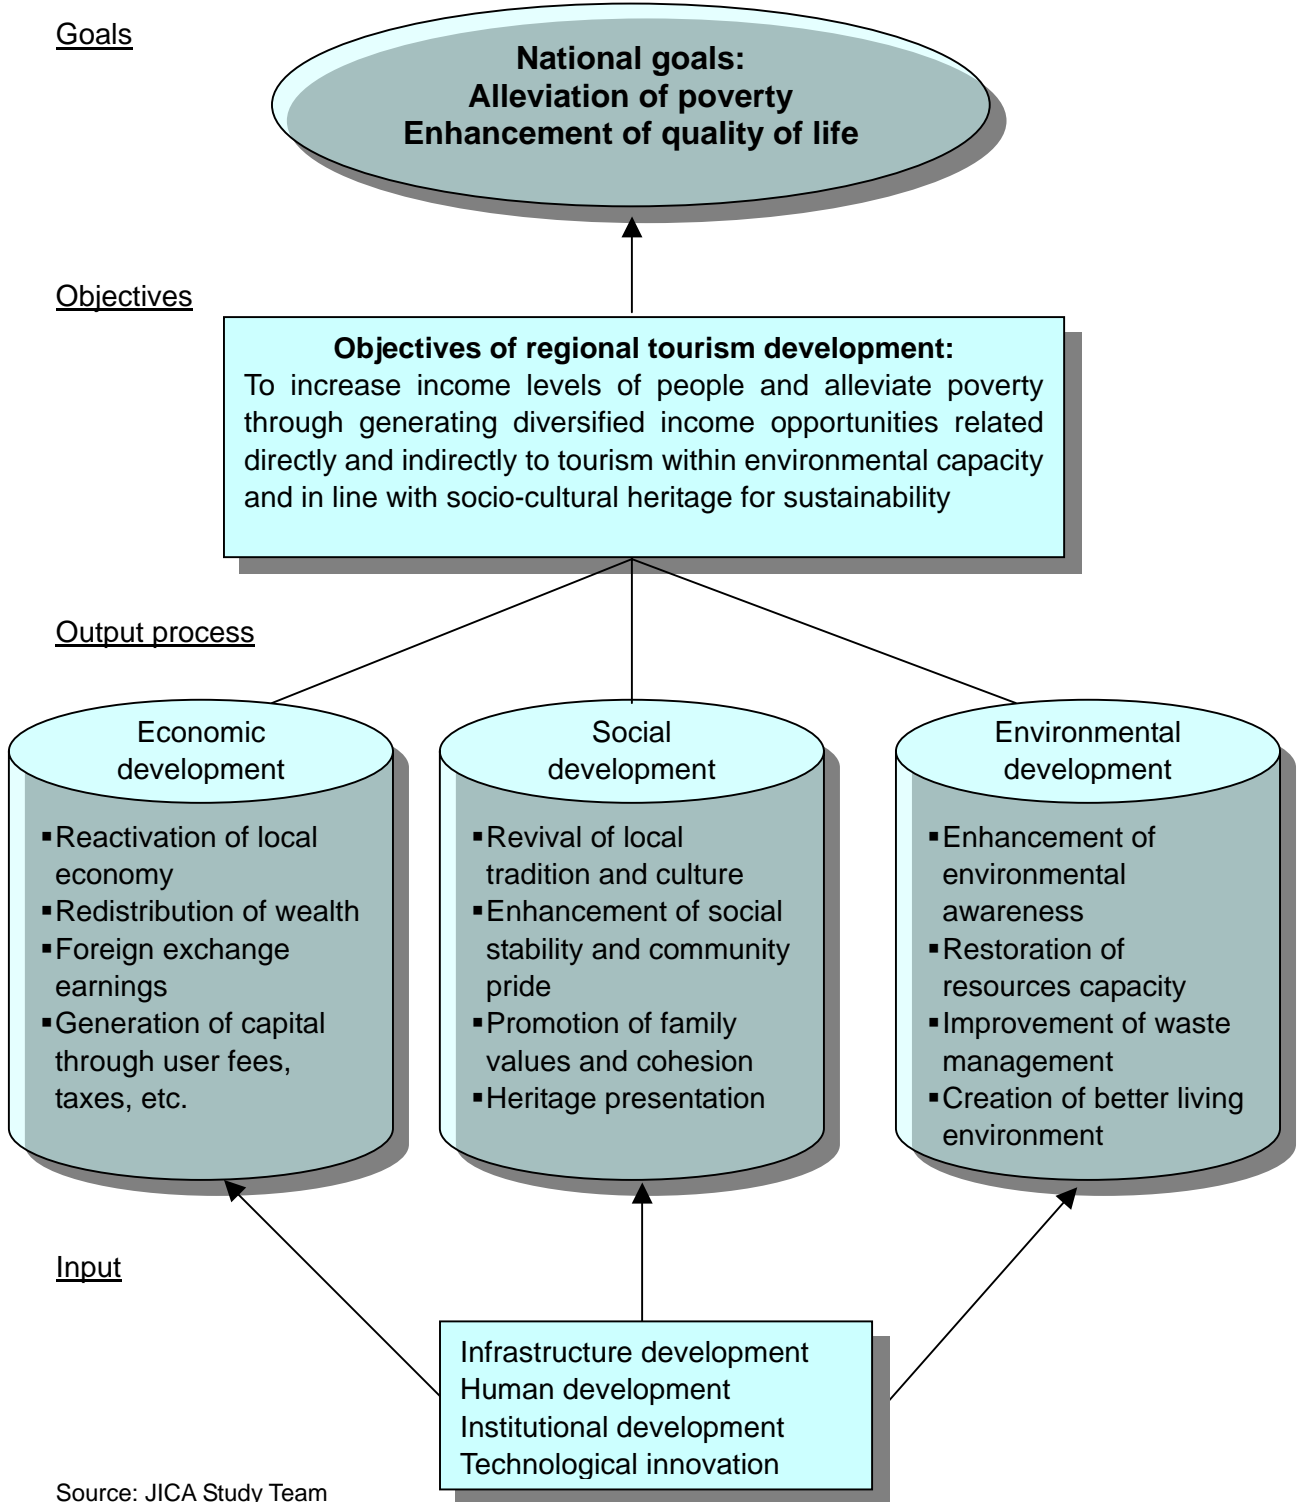 Goals
National goals:
Alleviation of poverty
Enhancement of quality of life
Objectives
Objectives of regional tourism development:
To increase income levels of people and alleviate poverty
through generating diversified income opportunities related
directly and indirectly to tourism within environmental capacity
and in line with socio-cultural heritage for sustainability
Output process
Economic
development
▪Reactivation of local
economy
▪Redistribution of wealth
▪Foreign exchange
earnings
▪Generation of capital
through user fees,
taxes, etc.
Social
development
▪Revival of local
tradition and culture
▪Enhancement of social
stability and community
pride
▪Promotion of family
values and cohesion
▪Heritage presentation
Environmental
development
▪Enhancement of
environmental
awareness
▪Restoration of
resources capacity
▪Improvement of waste
management
▪Creation of better living
environment
Input
Infrastructure development
Human development
Institutional development
Technological innovation
Source: JICA Study Team